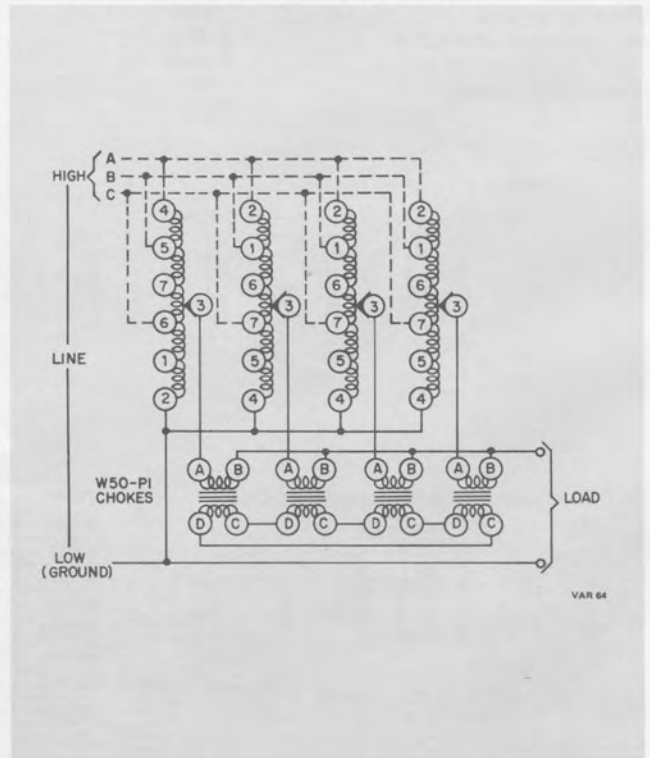 A
HIGH B
C
4 2 2 2
5 1 1 1
7 6 6 6
3 3 3 3
6 7 7 7
LINE
1 5 5 5
2 4 4 4
W50-P1
CHOKES
A B A B A B A B
D C D C D C D C
LOAD
LOW
(GROUND)
VAR 64